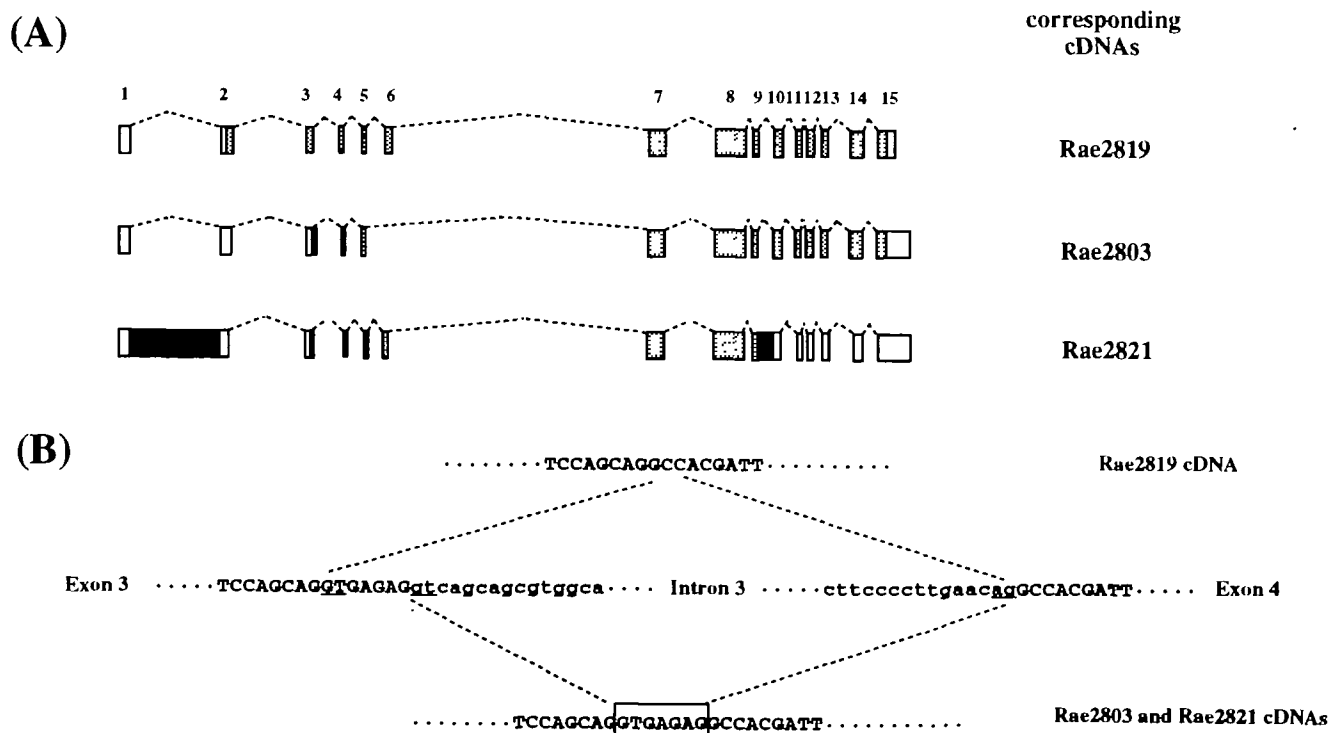 (A)
corresponding
cDNAs
1 2 3 4 5 6 7 8 9 10 11 12 13 14 15
Rae2819
Rae2803
Rae2821
(B)
········TCCAGCAGGCCACGATT·········· Rae2819 cDNA
Exon 3 ·····TCCAGCAGGTGAGAGgtcagcagcgtggca···· Intron 3 ·····cttccccttgaacagGCCACGATT····· Exon 4
·······TCCAGCAGGTGAGAGGCCACGATT·········· Rae2803 and Rae2821 cDNAs